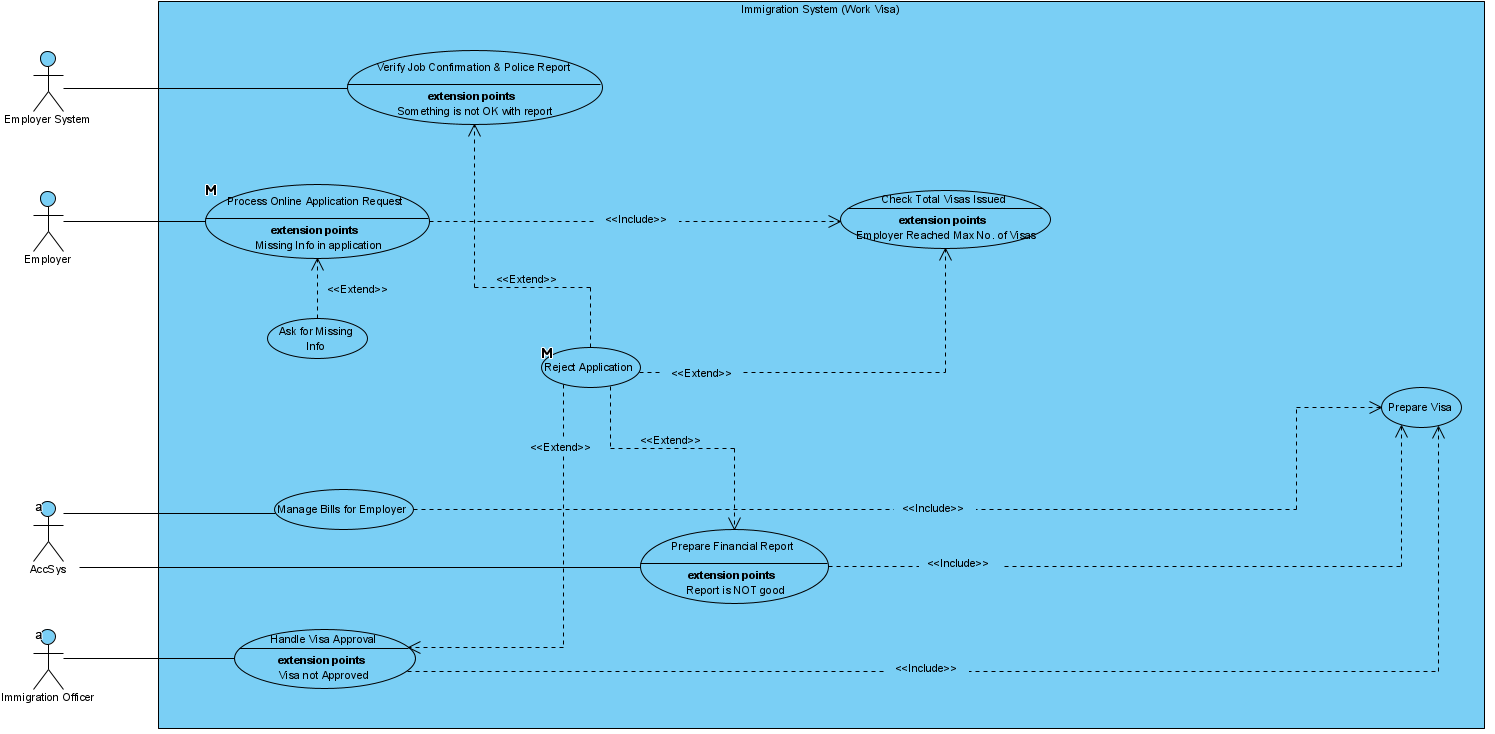 Immigration System (Work Visa)
Verify Job Confirmation & Police Report
extension points
Something is not OK with report
Employer System
M
Process Online Application Request
extension points
Missing Info in application
<<Include>>
Check Total Visas Issued
extension points
Employer Reached Max No. of Visas
Employer
<<Extend>>
<<Extend>>
Ask for Missing
Info
M
Reject Application
<<Extend>>
Prepare Visa
<<Extend>>
<<Extend>>
a
Manage Bills for Employer
<<Include>>
AccSys
Prepare Financial Report
extension points
Report is NOT good
<<Include>>
a
Handle Visa Approval
extension points
Visa not Approved
<<Include>>
Immigration Officer